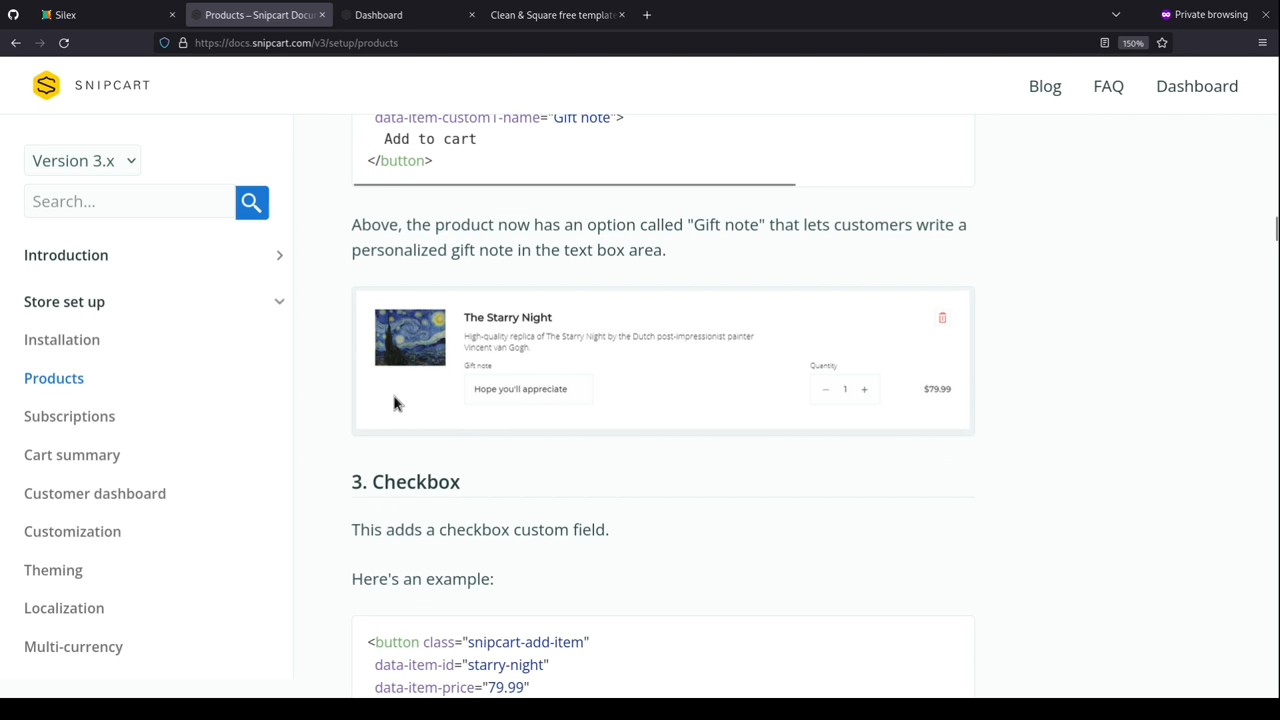 Silex
Products – Snipcart Docu
Dashboard
Clean & Square free templat
Private browsing
https://docs.snipcart.com/v3/setup/products
150%
SNIPCART
Blog
FAQ
Dashboard
Version 3.x
Search...
Introduction
Store set up
Installation
Products
Subscriptions
Cart summary
Customer dashboard
Customization
Theming
Localization
Multi-currency
data-item-custom1-name="Gift note">
Add to cart
</button>
Above, the product now has an option called "Gift note" that lets customers write a
personalized gift note in the text box area.
The Starry Night
High-quality replica of The Starry Night by the Dutch post-impressionist painter
Vincent van Gogh.
Gift note
Quantity
Hope you'll appreciate
− 1 +
$79.99
3. Checkbox
This adds a checkbox custom field.
Here's an example:
<button class="snipcart-add-item"
data-item-id="starry-night"
data-item-price="79.99"